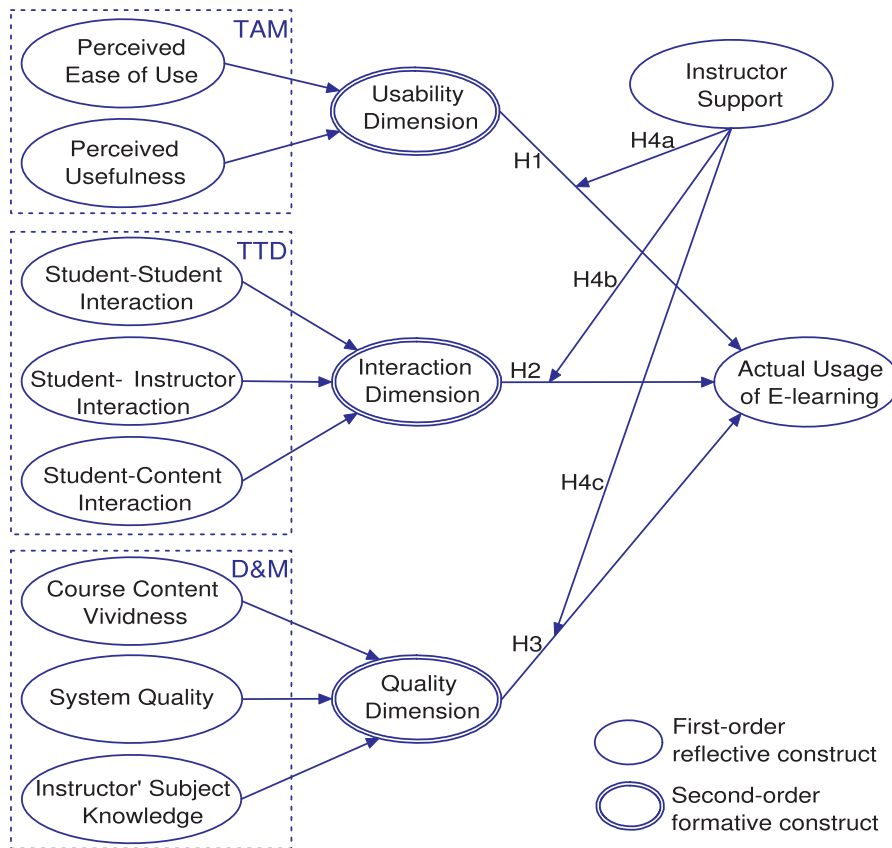 TAM
Perceived
Ease of Use
Perceived
Usefulness
Usability
Dimension
Instructor
Support
H1
H4a
TTD
Student-Student
Interaction
Student- Instructor
Interaction
Student-Content
Interaction
Interaction
Dimension
H2
H4b
Actual Usage
of E-learning
H4c
D&M
Course Content
Vividness
System Quality
Instructor' Subject
Knowledge
Quality
Dimension
H3
First-order
reflective construct
Second-order
formative construct